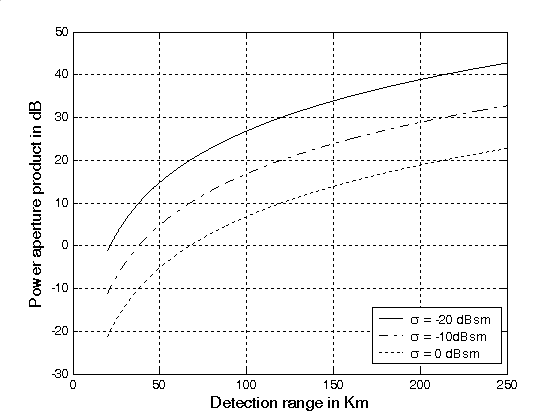 50
40
30
20
10
0
-10
-20
-30
0 50 100 150 200 250
Power aperture product in dB
Detection range in Km
σ = -20 dBsm
σ = -10dBsm
σ = 0 dBsm